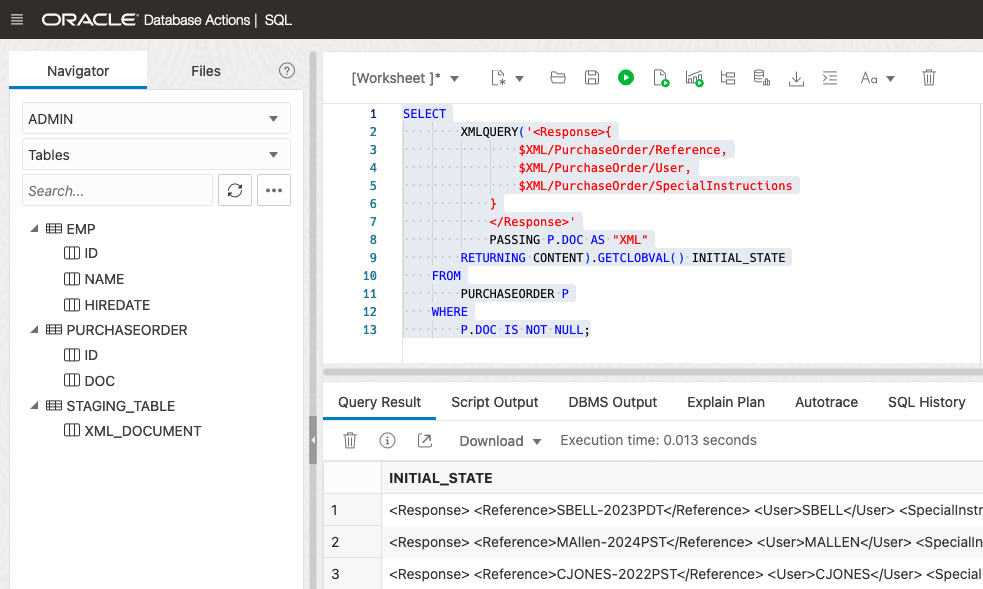 ORACLE Database Actions | SQL
Navigator
Files
ADMIN
Tables
Search...
EMP
ID
NAME
HIREDATE
PURCHASEORDER
ID
DOC
STAGING_TABLE
XML_DOCUMENT
[Worksheet ]*
Aa
1 SELECT
2 XMLQUERY('<Response>{
3 $XML/PurchaseOrder/Reference,
4 $XML/PurchaseOrder/User,
5 $XML/PurchaseOrder/SpecialInstructions
6 }
7 </Response>'
8 PASSING P.DOC AS "XML"
9 RETURNING CONTENT).GETCLOBVAL() INITIAL_STATE
10 FROM
11 PURCHASEORDER P
12 WHERE
13 P.DOC IS NOT NULL;
Query Result Script Output DBMS Output Explain Plan Autotrace SQL History
Download Execution time: 0.013 seconds
INITIAL_STATE
1 <Response> <Reference>SBELL-2023PDT</Reference> <User>SBELL</User> <SpecialInstr
2 <Response> <Reference>MAllen-2024PST</Reference> <User>MALLEN</User> <SpecialIn
3 <Response> <Reference>CJONES-2022PST</Reference> <User>CJONES</User> <Special